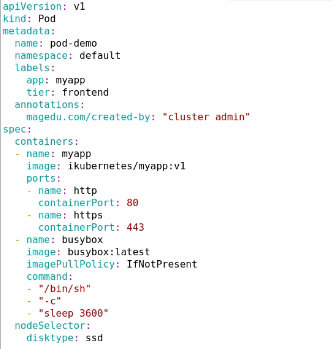 apiVersion: v1
kind: Pod
metadata:
  name: pod-demo
  namespace: default
  labels:
    app: myapp
    tier: frontend
  annotations:
    magedu.com/created-by: "cluster admin"
spec:
  containers:
  - name: myapp
    image: ikubernetes/myapp:v1
    ports:
    - name: http
      containerPort: 80
    - name: https
      containerPort: 443
  - name: busybox
    image: busybox:latest
    imagePullPolicy: IfNotPresent
    command:
    - "/bin/sh"
    - "-c"
    - "sleep 3600"
  nodeSelector:
    disktype: ssd